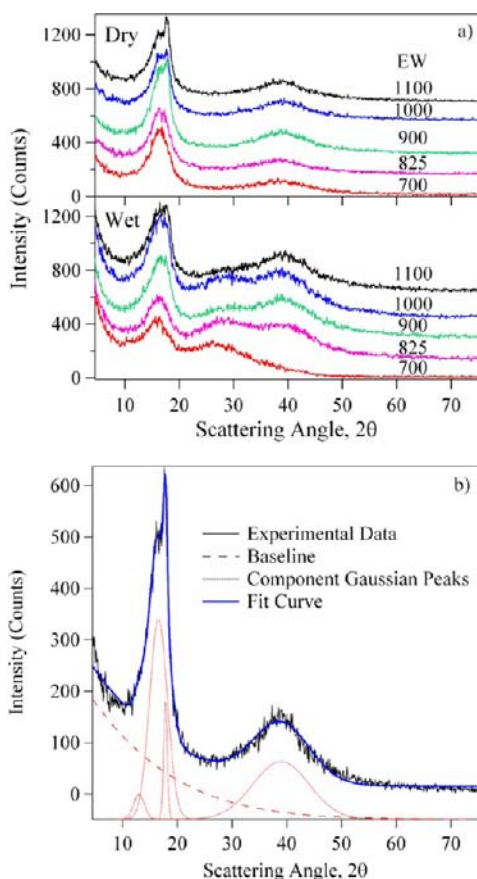 Dry
a)
EW
1200
800
400
0
1100
1000
900
825
700
Wet
1200
800
400
0
1100
1000
900
825
700
Intensity (Counts)
Intensity (Counts)
10 20 30 40 50 60 70
Scattering Angle, 2θ
b)
600
500
400
300
200
100
0
Experimental Data
Baseline
Component Gaussian Peaks
Fit Curve
Intensity (Counts)
10 20 30 40 50 60 70
Scattering Angle, 2θ